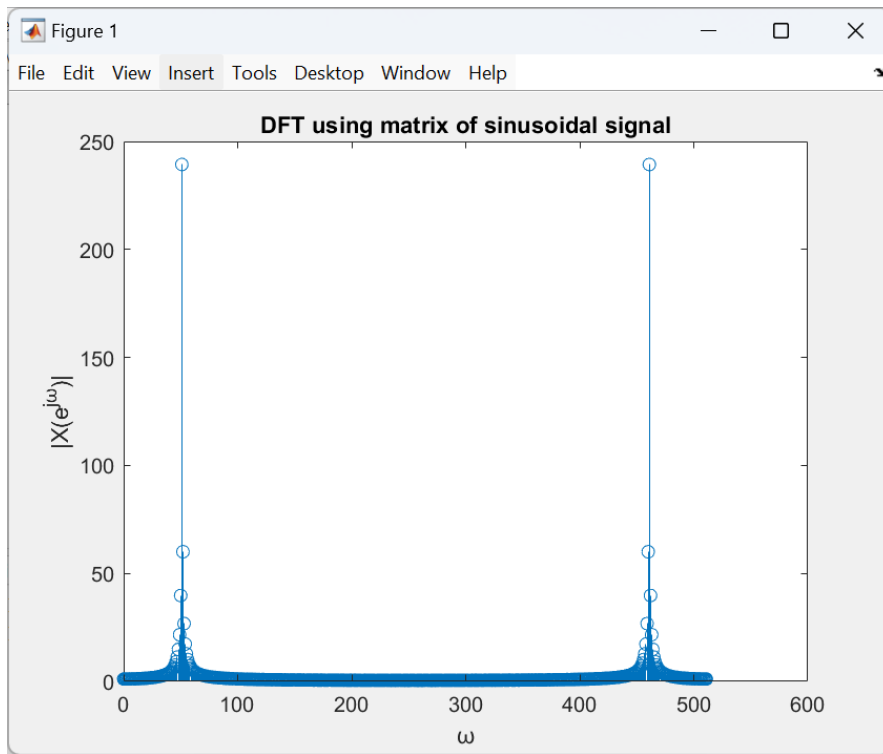 Figure 1
File Edit View Insert Tools Desktop Window Help
DFT using matrix of sinusoidal signal
250
200
150
100
50
0
|X(e^{jω})|
0 100 200 300 400 500 600
ω